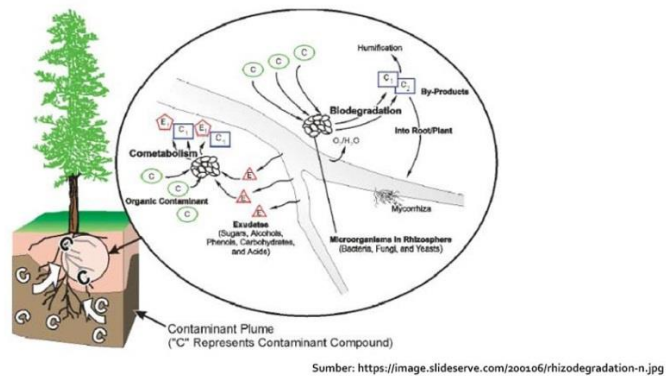 Humification
C
C
C
C₁
C₂
By-Products
Biodegradation
E₁
C₁
E₁
C₁
O₂/H₂O
Into Root/Plant
Cometabolism
C
E
C
Organic Contaminant
E
C
E
Mycorrhiza
Exudates
(Sugars, Alcohols,
Phenols, Carbohydrates,
and Acids)
Microorganisms in Rhizosphere
(Bacteria, Fungi, and Yeasts)
C
C
C
C
C
C
C
Contaminant Plume
("C" Represents Contaminant Compound)
Sumber: https://image.slideserve.com/200106/rhizodegradation-n.jpg